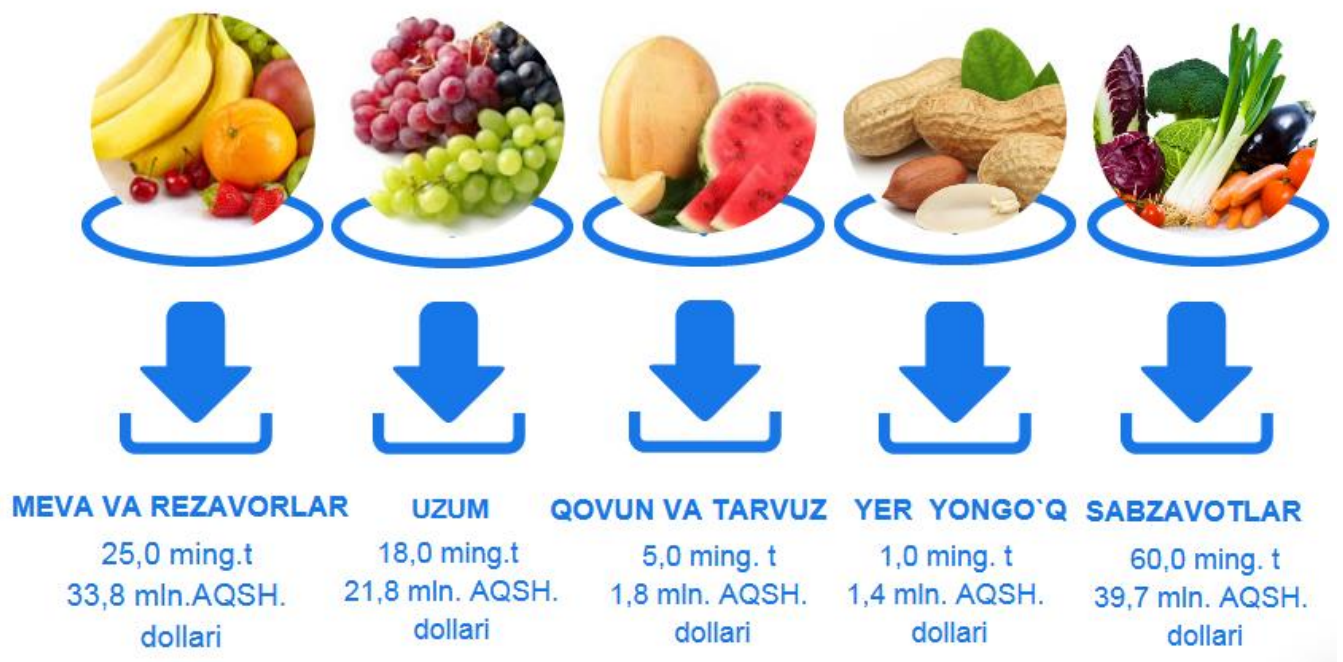 MEVA VA REZAVORLAR
25,0 ming.t
33,8 mln.AQSH.
dollari
UZUM
18,0 ming.t
21,8 mln. AQSH.
dollari
QOVUN VA TARVUZ
5,0 ming. t
1,8 mln. AQSH.
dollari
YER YONGO`Q
1,0 ming. t
1,4 mln. AQSH.
dollari
SABZAVOTLAR
60,0 ming. t
39,7 mln. AQSH.
dollari